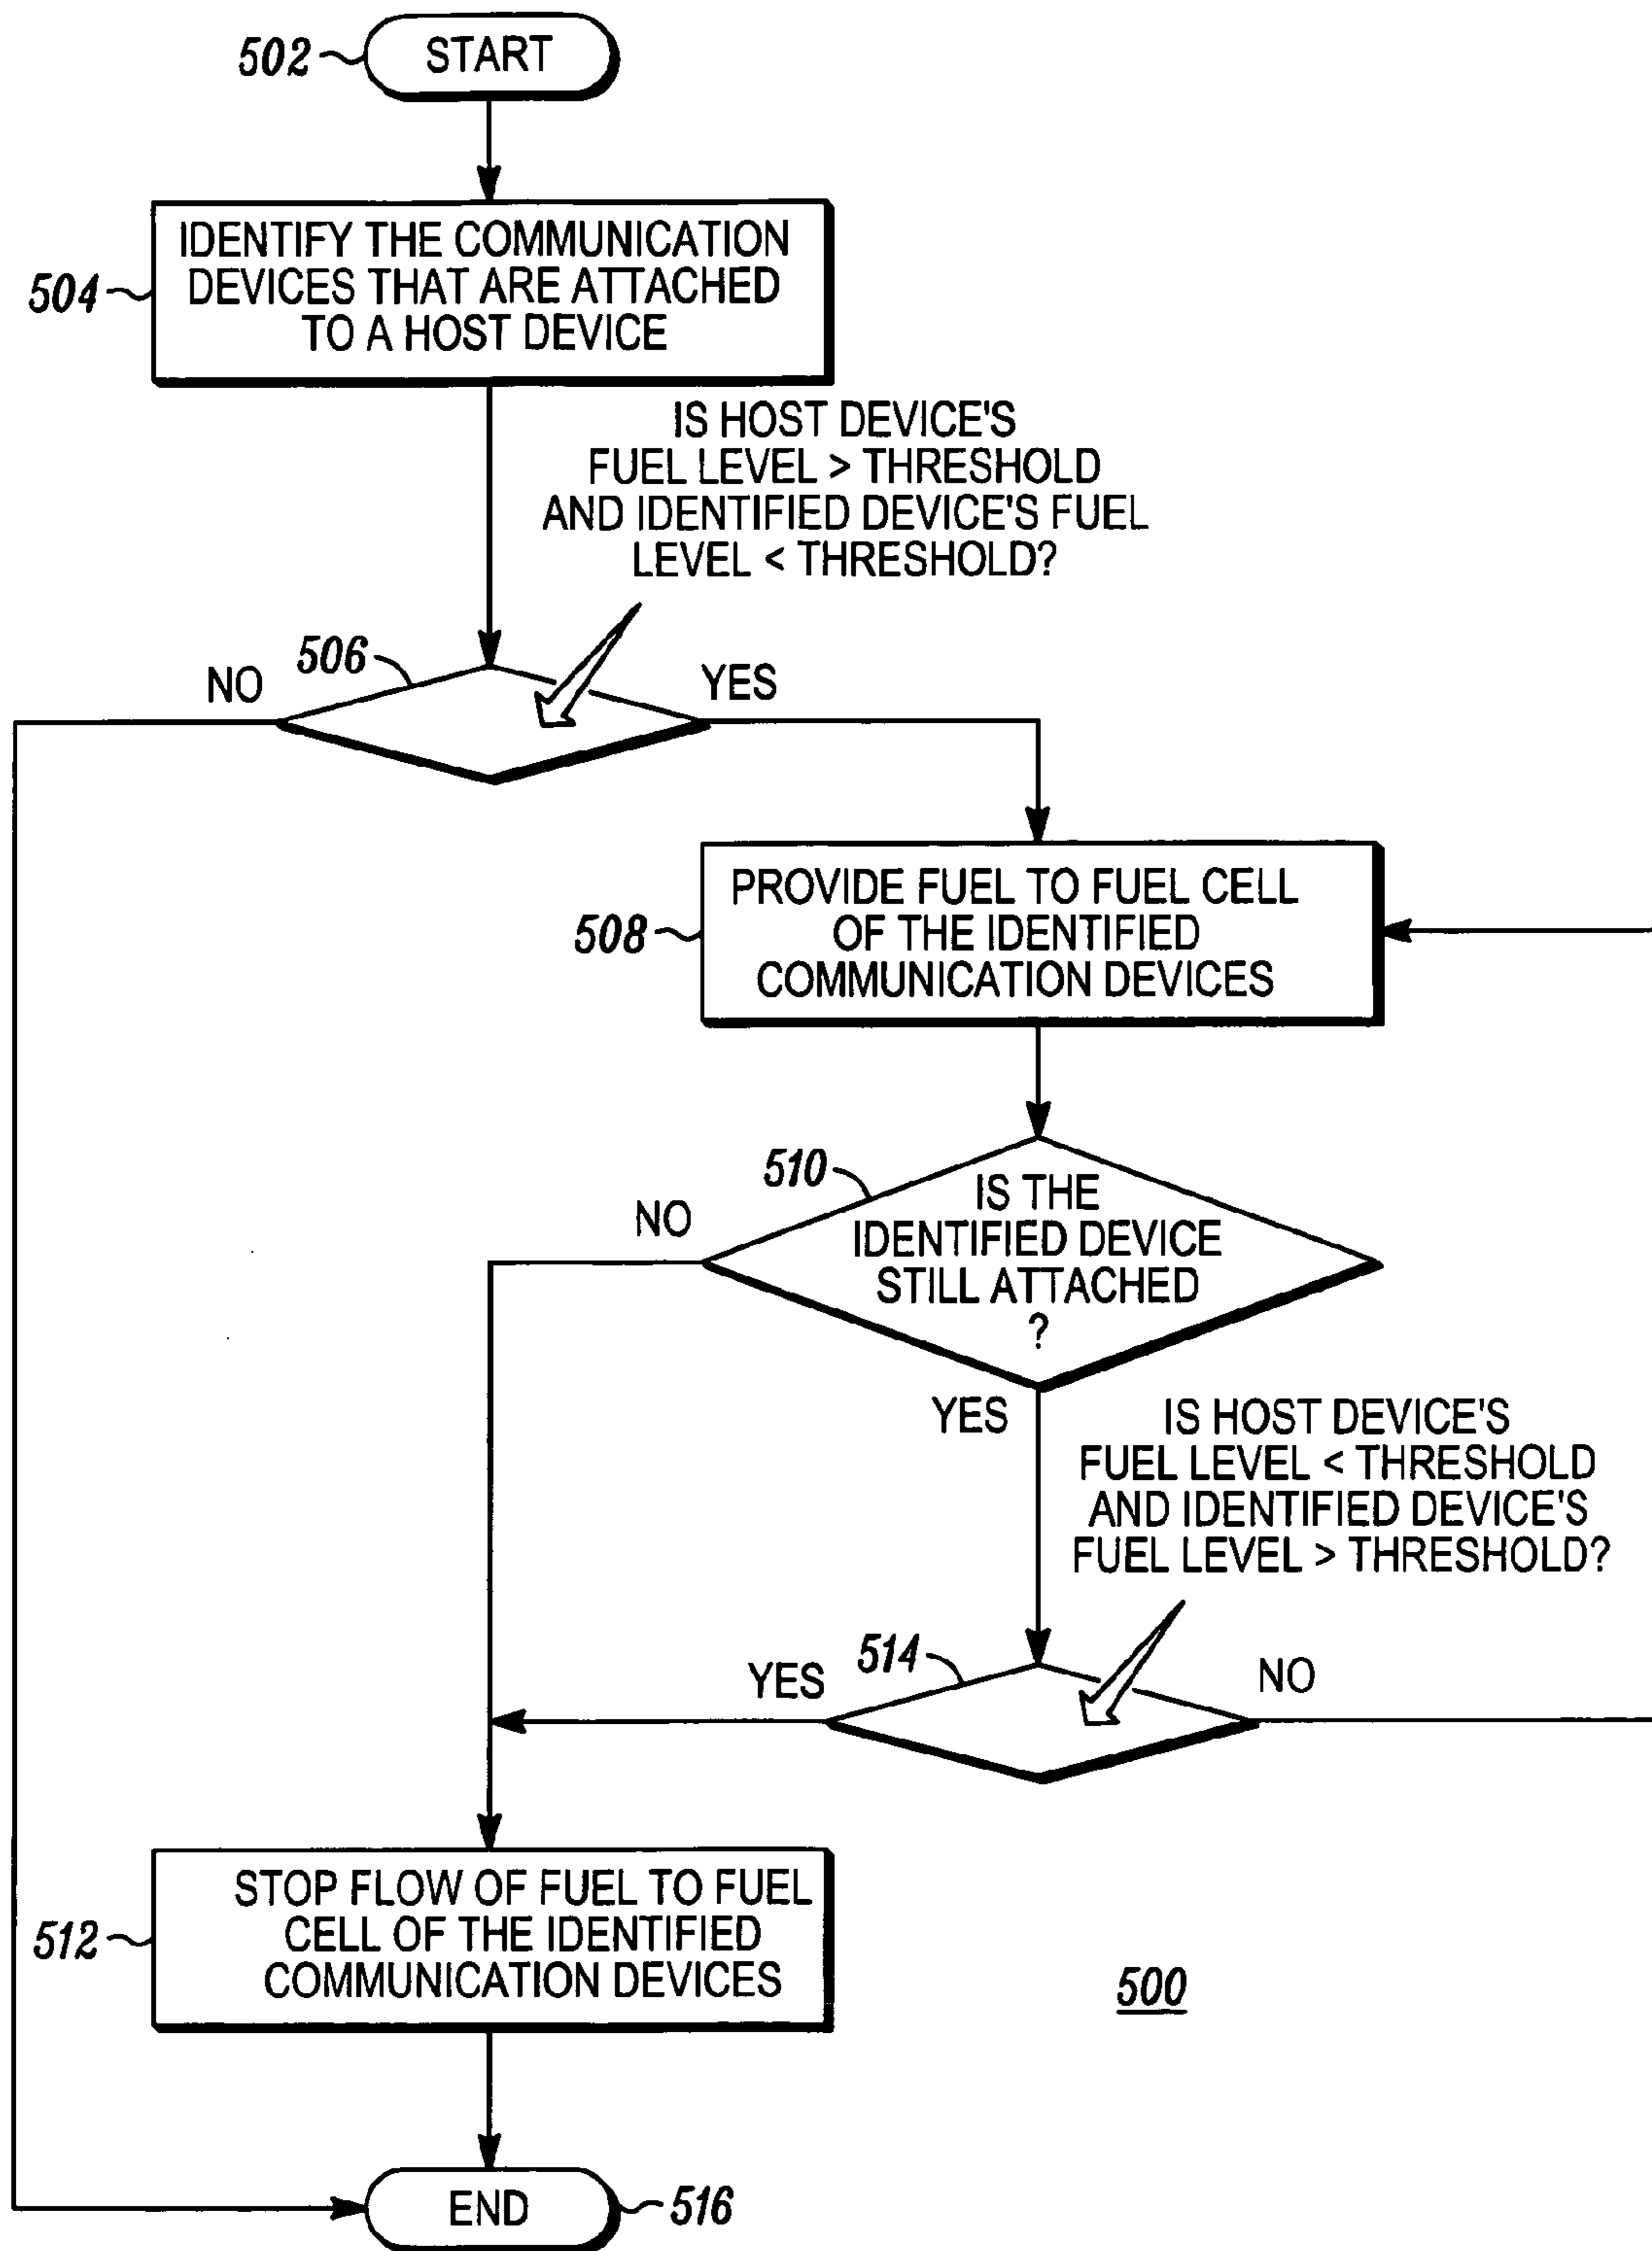 502
START
504
IDENTIFY THE COMMUNICATION
DEVICES THAT ARE ATTACHED
TO A HOST DEVICE
IS HOST DEVICE'S
FUEL LEVEL > THRESHOLD
AND IDENTIFIED DEVICE'S FUEL
LEVEL < THRESHOLD?
506
NO
YES
508
PROVIDE FUEL TO FUEL CELL
OF THE IDENTIFIED
COMMUNICATION DEVICES
510
NO
IS THE
IDENTIFIED DEVICE
STILL ATTACHED
?
YES
IS HOST DEVICE'S
FUEL LEVEL < THRESHOLD
AND IDENTIFIED DEVICE'S
FUEL LEVEL > THRESHOLD?
514
YES
NO
512
STOP FLOW OF FUEL TO FUEL
CELL OF THE IDENTIFIED
COMMUNICATION DEVICES
500
END
516